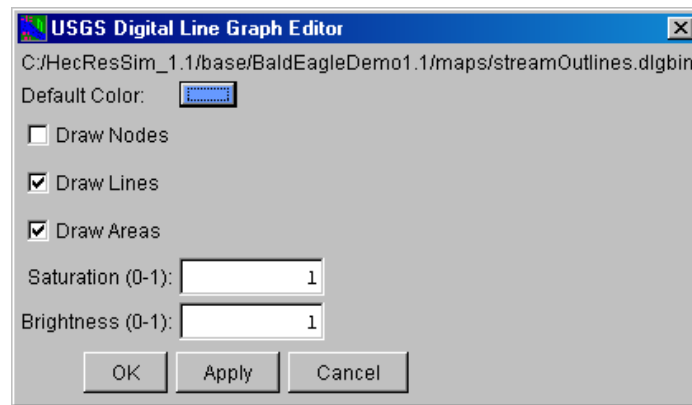 USGS Digital Line Graph Editor
C:/HecResSim_1.1/base/BaldEagleDemo1.1/maps/streamOutlines.dlgbin
Default Color:
Draw Nodes
Draw Lines
Draw Areas
Saturation (0-1): 1
Brightness (0-1): 1
OK Apply Cancel